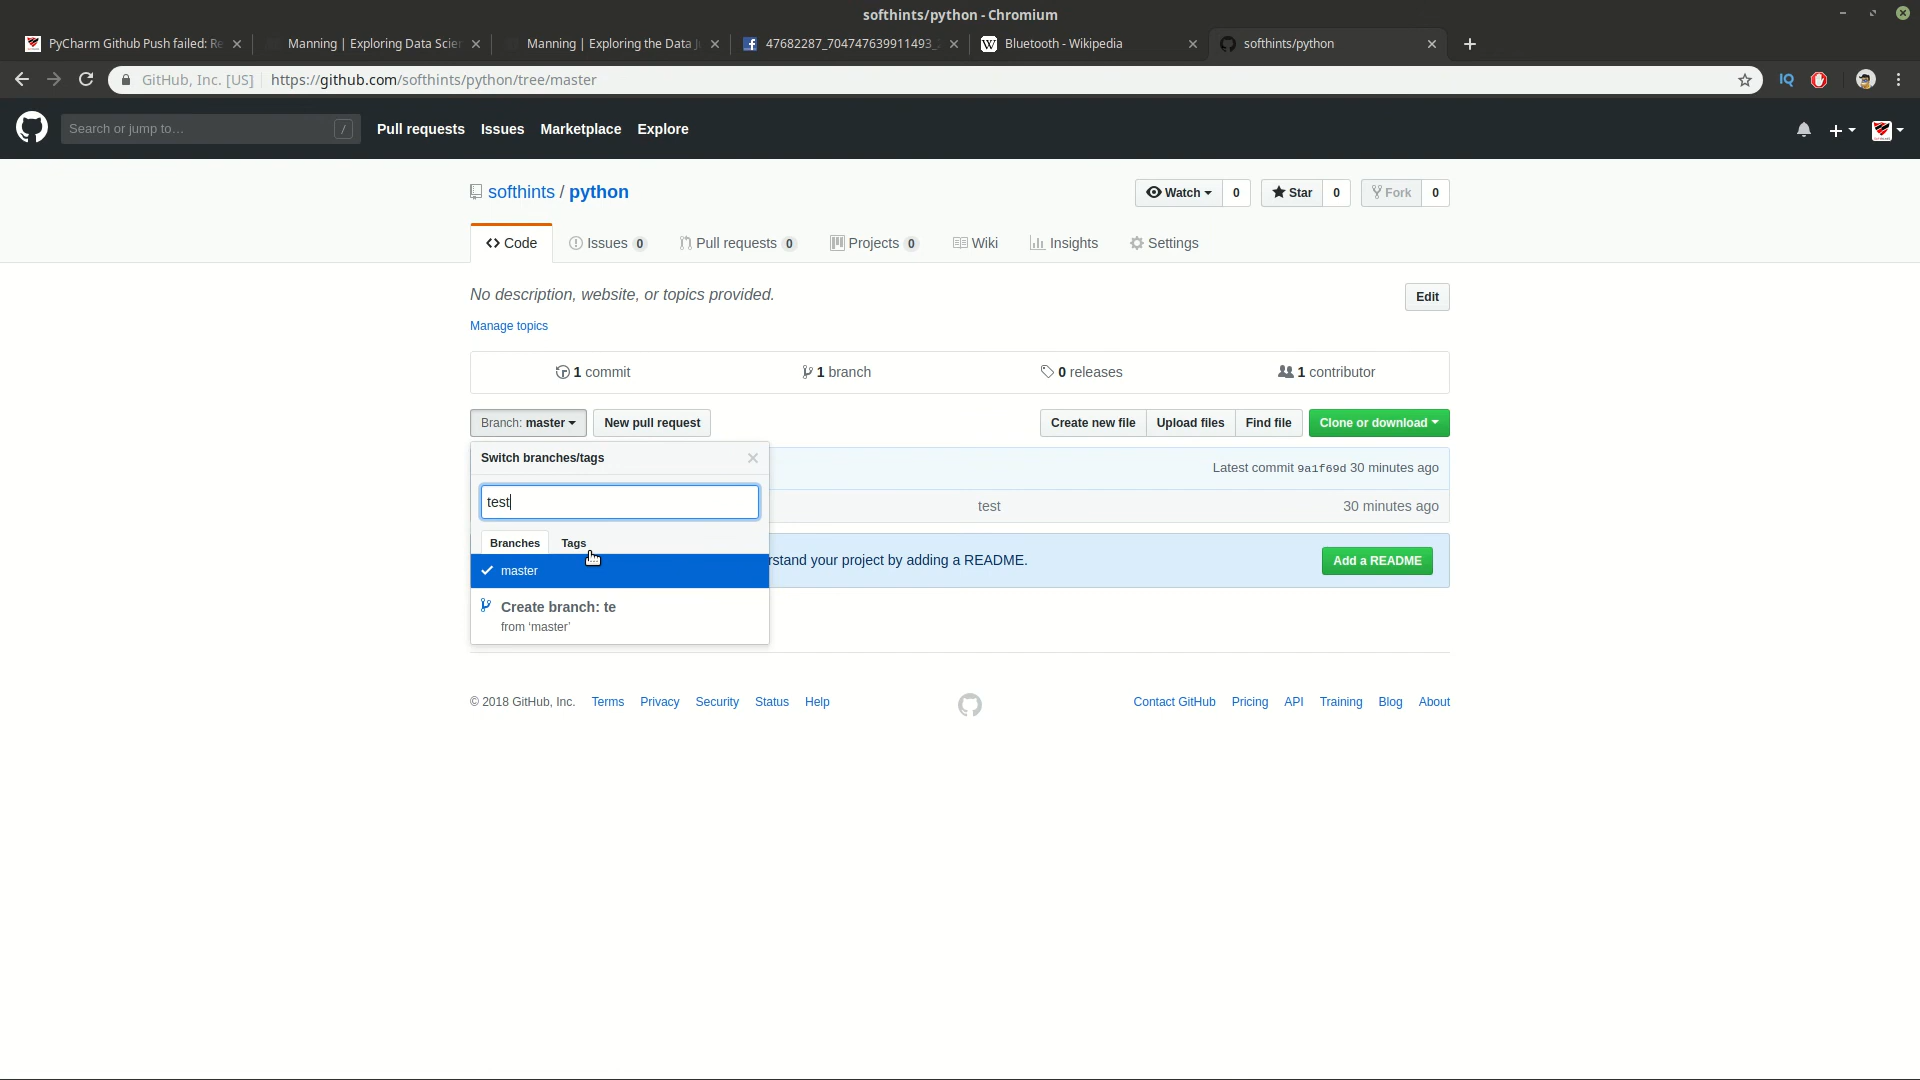 softhints/python - Chromium
PyCharm Github Push failed: Re
Manning | Exploring Data Scien
Manning | Exploring the Data J
47682287_704747639911493_
Bluetooth - Wikipedia
softhints/python
GitHub, Inc. [US] https://github.com/softhints/python/tree/master
IQ
Search or jump to… /
Pull requests Issues Marketplace Explore
softhints / python
Watch 0 Star 0 Fork 0
Code Issues 0 Pull requests 0 Projects 0 Wiki Insights Settings
No description, website, or topics provided.
Edit
Manage topics
1 commit 1 branch 0 releases 1 contributor
Branch: master New pull request Create new file Upload files Find file Clone or download
Switch branches/tags
Latest commit 9a1f69d 30 minutes ago
test
test 30 minutes ago
Branches Tags
rstand your project by adding a README.
Add a README
master
Create branch: te
from ‘master’
© 2018 GitHub, Inc. Terms Privacy Security Status Help
Contact GitHub Pricing API Training Blog About